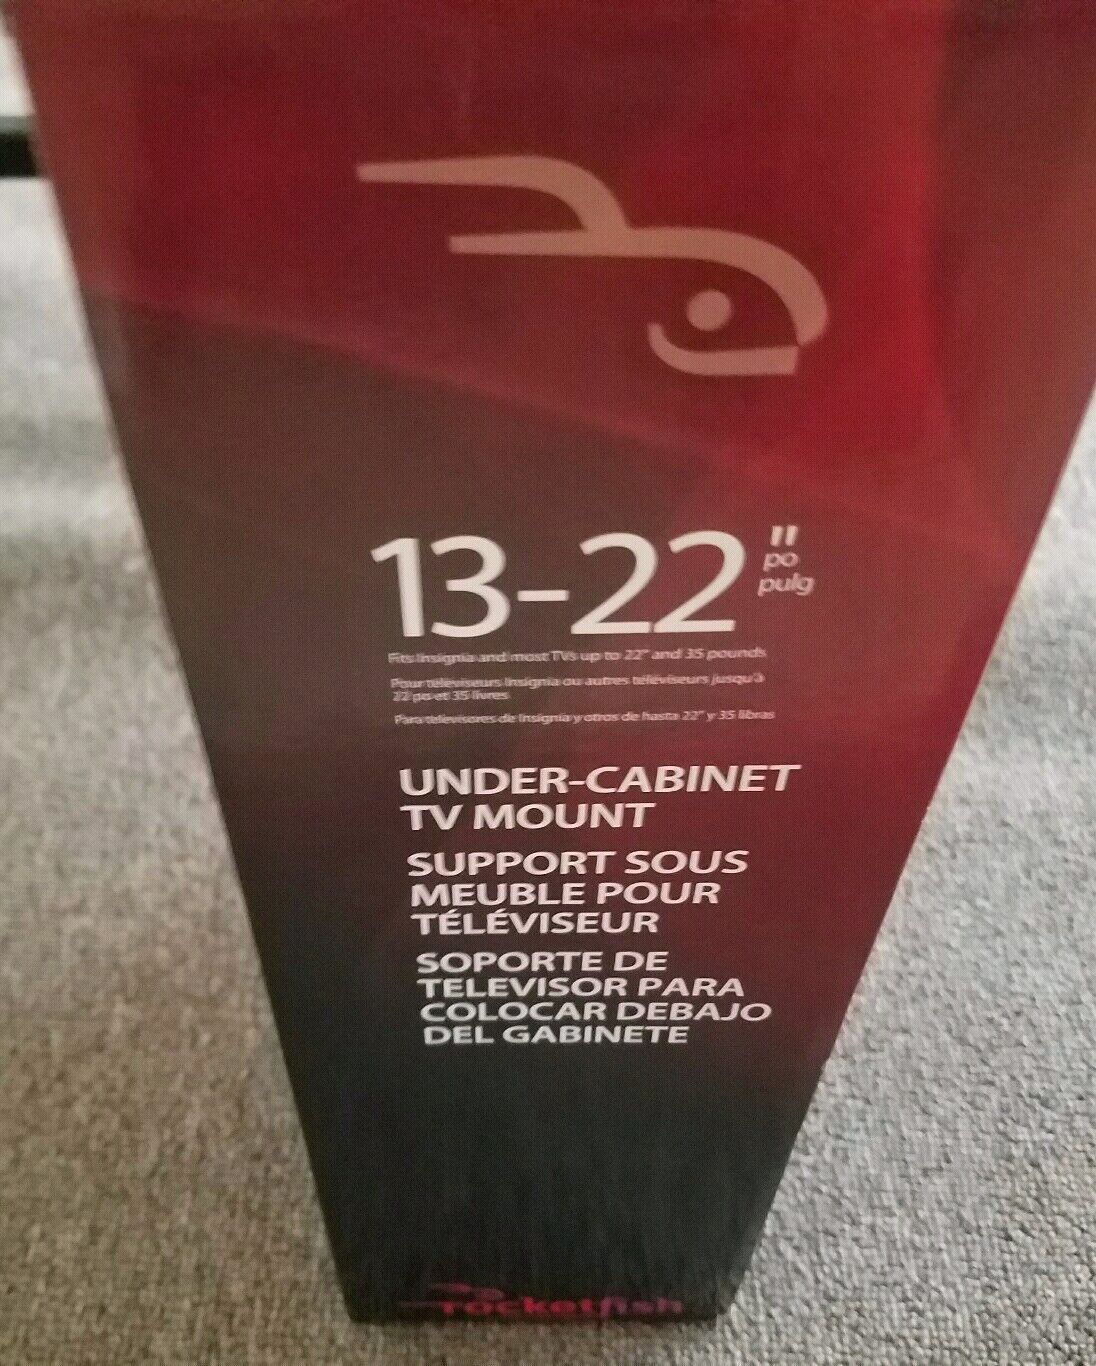 13-22"
po
pulg
Fits Insignia and most TVs up to 22" and 35 pounds
Pour téléviseurs Insignia ou autres téléviseurs jusqu'à
22 po et 35 livres
Para televisores de Insignia y otros de hasta 22" y 35 libras
UNDER-CABINET
TV MOUNT
SUPPORT SOUS
MEUBLE POUR
TÉLÉVISEUR
SOPORTE DE
TELEVISOR PARA
COLOCAR DEBAJO
DEL GABINETE
rocketfish